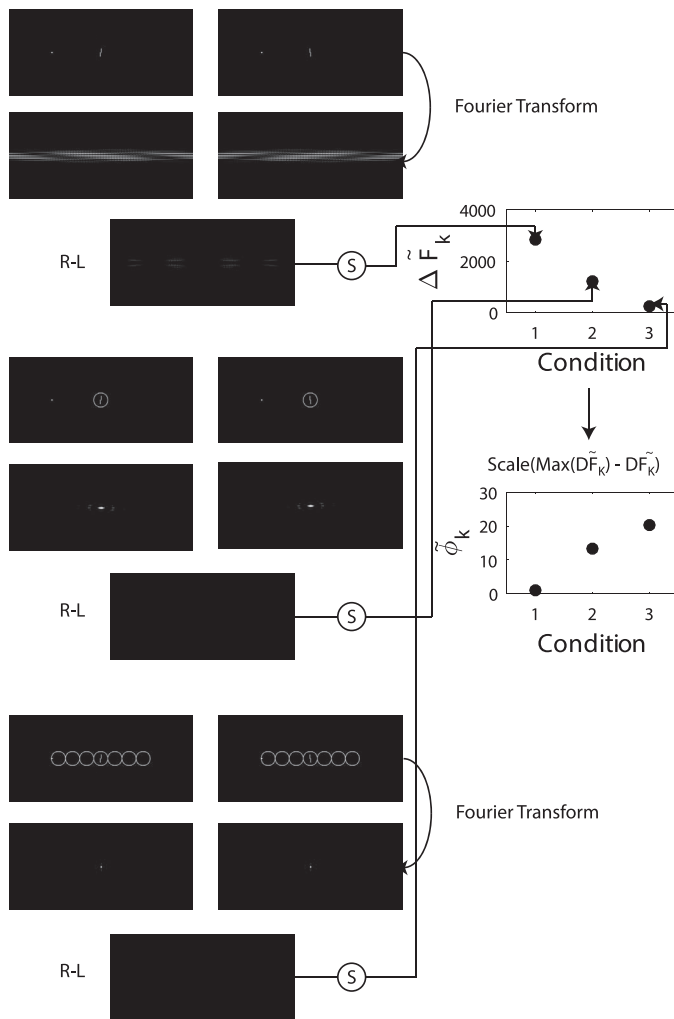 Fourier Transform
R-L
S
Δ F̃ k
4000
2000
0
1 2 3
Condition
R-L
S
Scale(Max(DF̃K) - DF̃K)
ϕ̃ k
30
20
10
0
1 2 3
Condition
Fourier Transform
R-L
S